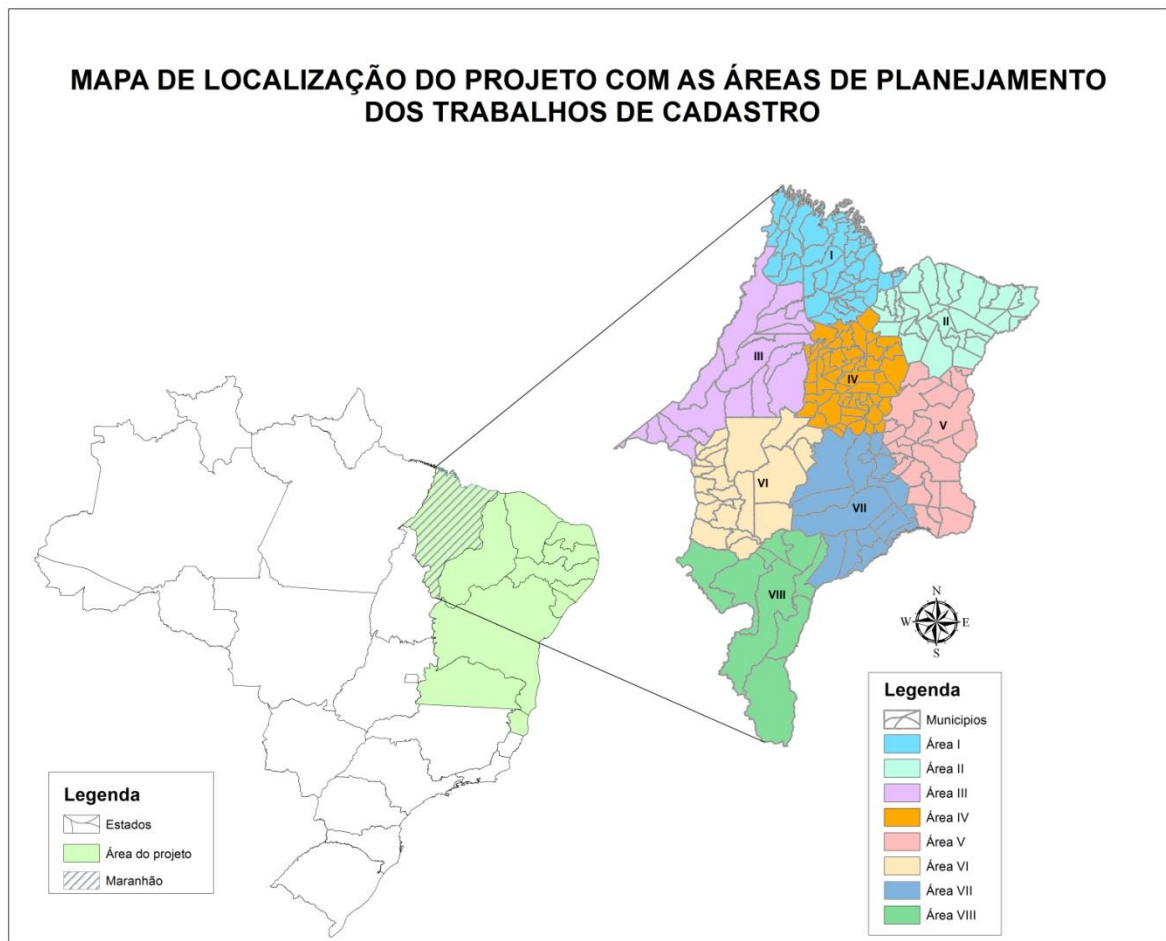 MAPA DE LOCALIZAÇÃO DO PROJETO COM AS ÁREAS DE PLANEJAMENTO
DOS TRABALHOS DE CADASTRO
I
II
III
IV
V
VI
VII
VIII
N
W
E
S
Legenda
Estados
Área do projeto
Maranhão
Legenda
Municipios
Área I
Área II
Área III
Área IV
Área V
Área VI
Área VII
Área VIII